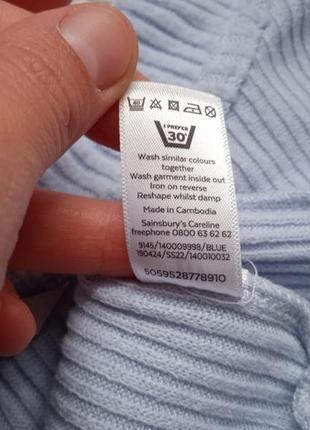 40
I PREFER
30°
Wash similar colours
together
Wash garment inside out
Iron on reverse
Reshape whilst damp
Made in Cambodia
Sainsbury's Careline
freephone 0800 63 62 62
9145/140009998/BLUE
190424/SS22/140010032
5059528778910